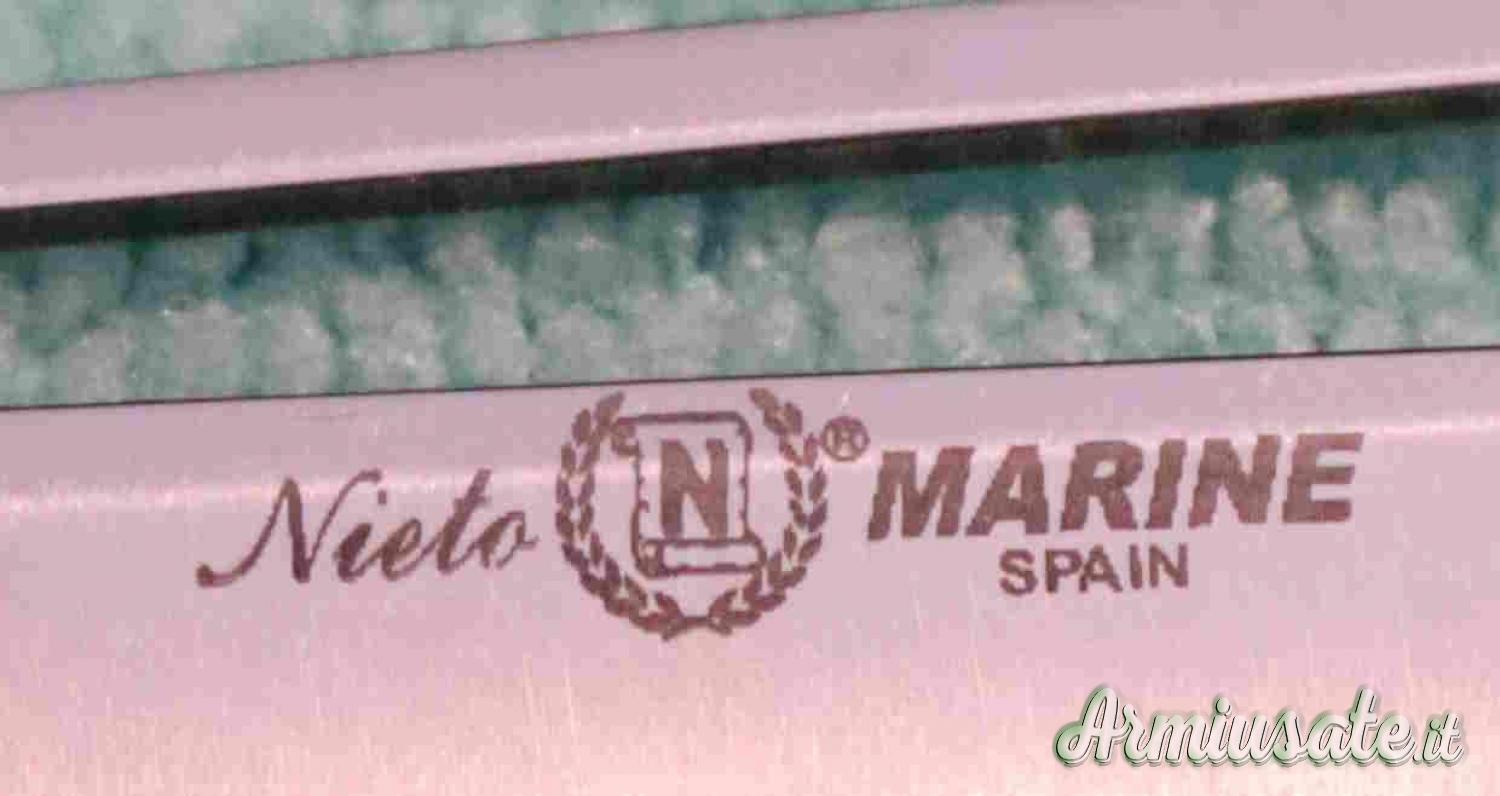 Nieto N ® MARINE
SPAIN
Armiusate.it